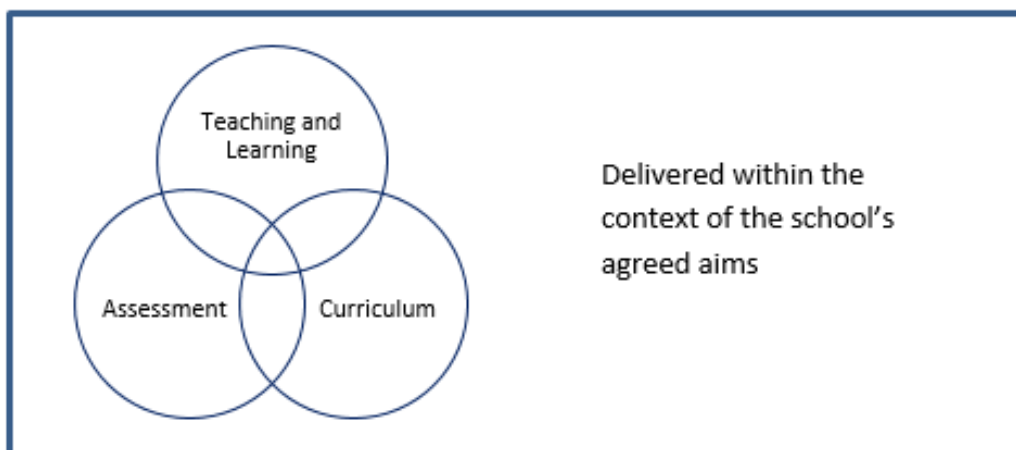 Teaching and
Learning
Assessment
Curriculum
Delivered within the
context of the school's
agreed aims